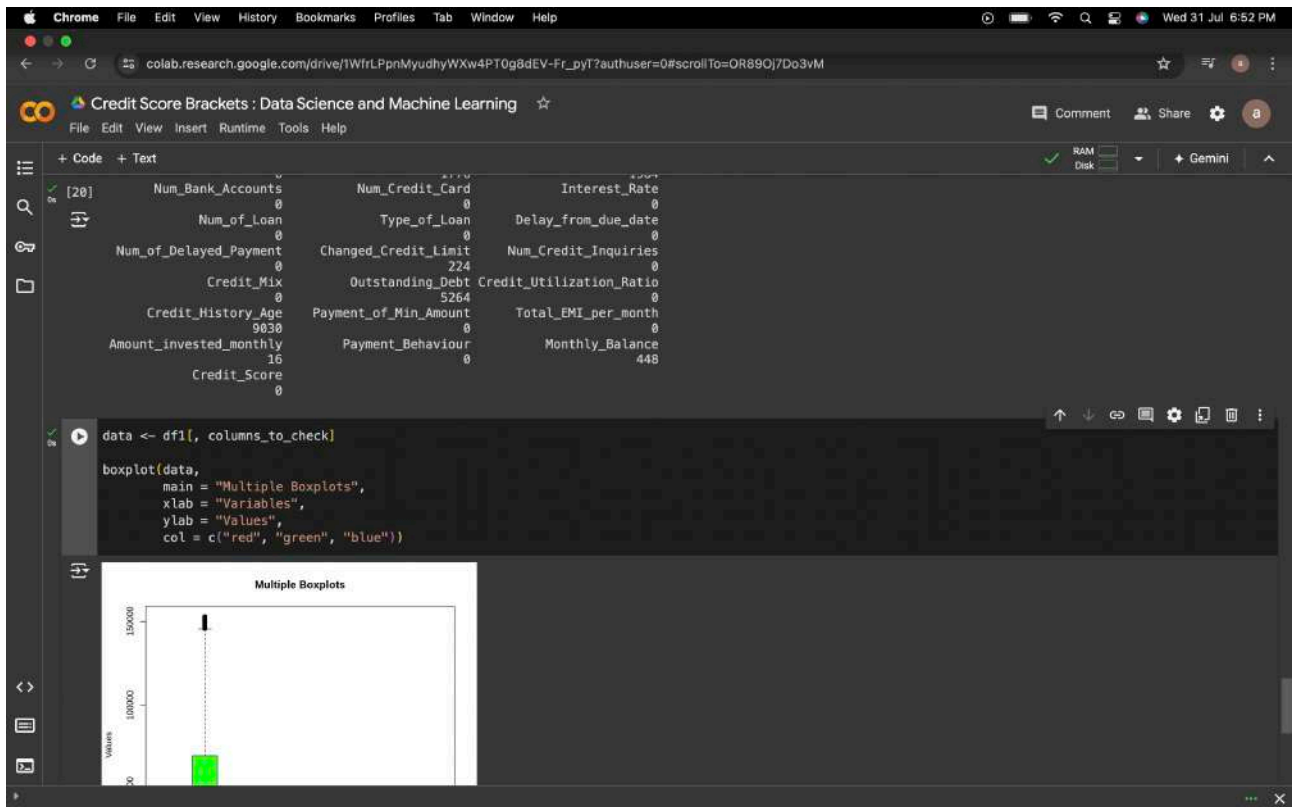 Chrome File Edit View History Bookmarks Profiles Tab Window Help Wed 31 Jul 6:52 PM
colab.research.google.com/drive/1WfrLPpnMyudhyWXw4PT0g8dEV-Fr_pyT?authuser=0#scrollTo=OR89Oj7Do3vM
Credit Score Brackets : Data Science and Machine Learning
Comment Share a
File Edit View Insert Runtime Tools Help
+ Code + Text RAM Disk Gemini
[20] Num_Bank_Accounts Num_Credit_Card Interest_Rate
0s 0 0 0
Num_of_Loan Type_of_Loan Delay_from_due_date
0 0 0
Num_of_Delayed_Payment Changed_Credit_Limit Num_Credit_Inquiries
0 224 0
Credit_Mix Outstanding_Debt Credit_Utilization_Ratio
0 5264 0
Credit_History_Age Payment_of_Min_Amount Total_EMI_per_month
9030 0 0
Amount_invested_monthly Payment_Behaviour Monthly_Balance
16 0 448
Credit_Score
0
0s data <- df1[, columns_to_check]
boxplot(data,
main = "Multiple Boxplots",
xlab = "Variables",
ylab = "Values",
col = c("red", "green", "blue"))
Multiple Boxplots
150000
100000
Values